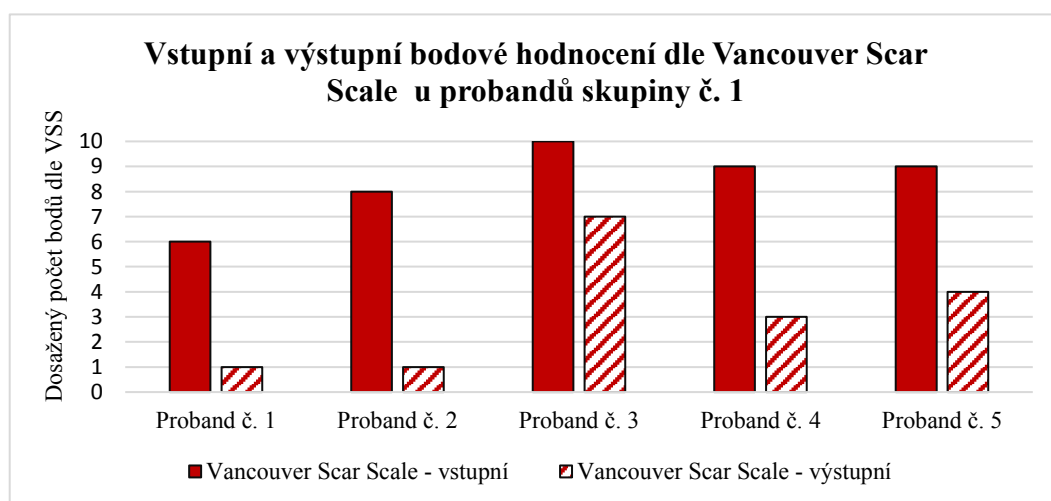 Vstupní a výstupní bodové hodnocení dle Vancouver Scar
Scale u probandů skupiny č. 1
Dosažený počet bodů dle VSS
10
9
8
7
6
5
4
3
2
1
0
Proband č. 1
Proband č. 2
Proband č. 3
Proband č. 4
Proband č. 5
Vancouver Scar Scale - vstupní
Vancouver Scar Scale - výstupní